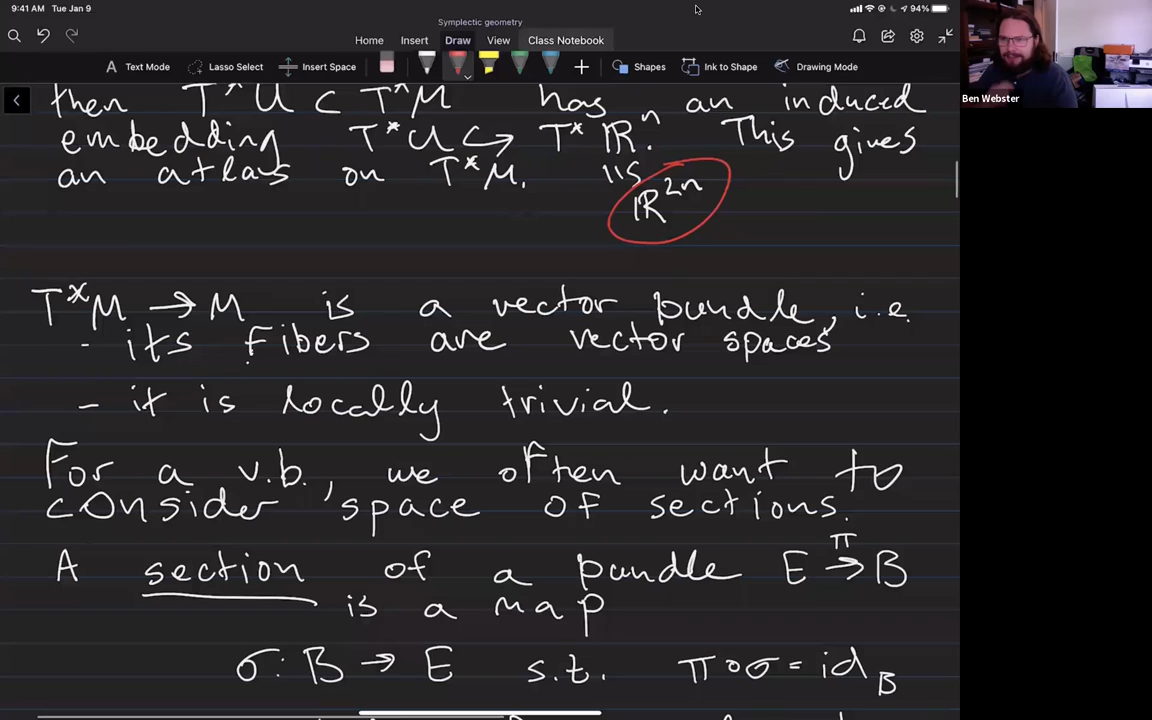 9:41 AM Tue Jan 9
94%
Symplectic geometry
Home Insert Draw View Class Notebook
Text Mode Lasso Select Insert Space Shapes Ink to Shape Drawing Mode
Ben Webster
then T*U ⊂ T*M has an induced
embedding T*U ↪ T*ℝⁿ. This gives
an atlas on T*M. IIS
ℝ²ⁿ
T*M → M is a vector bundle, i.e.
- its fibers are vector spaces
- it is locally trivial.
For a v.b., we often want to
consider space of sections.
A section of a bundle E →π B
is a map
σ: B → E s.t. π∘σ = id_B